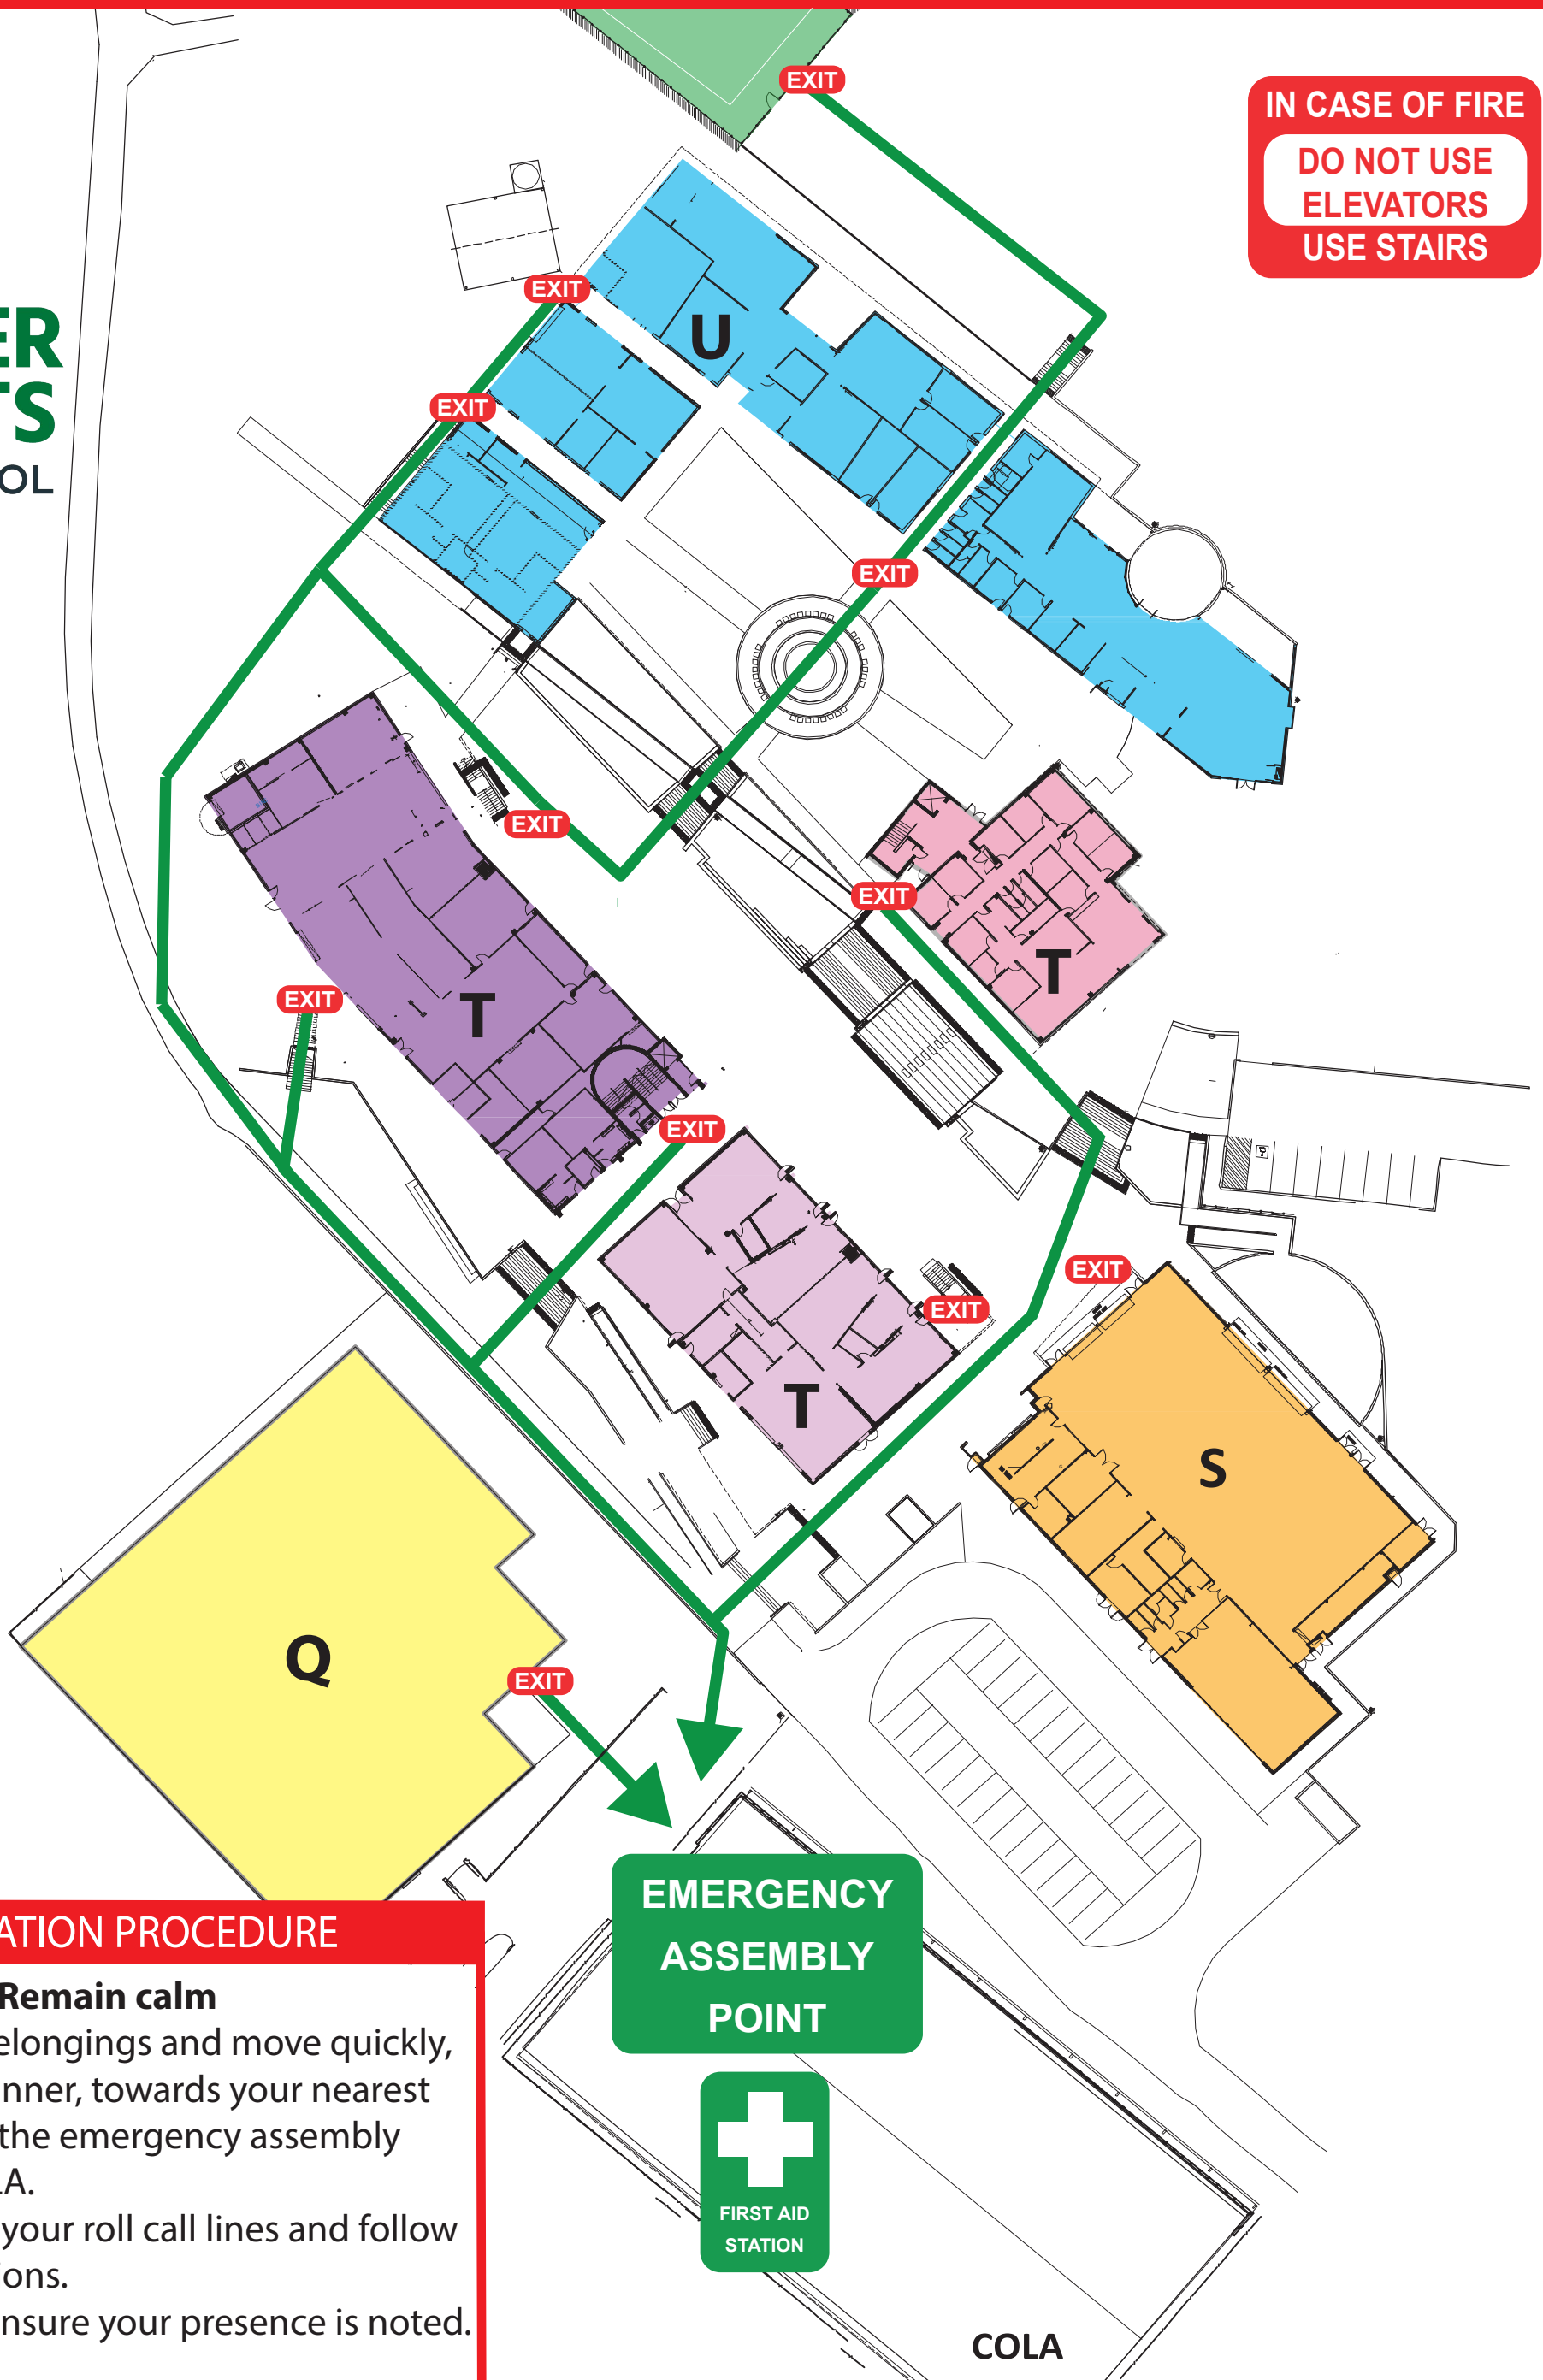 EXIT
IN CASE OF FIRE
DO NOT USE
ELEVATORS
USE STAIRS
EXIT
ER
TS
OL
U
EXIT
EXIT
EXIT
EXIT
T
EXIT
T
EXIT
EXIT
EXIT
T
S
Q
EXIT
EMERGENCY
ASSEMBLY
POINT
ATION PROCEDURE
Remain calm
elongings and move quickly,
nner, towards your nearest
the emergency assembly
LA.
your roll call lines and follow
ions.
nsure your presence is noted.
FIRST AID
STATION
COLA